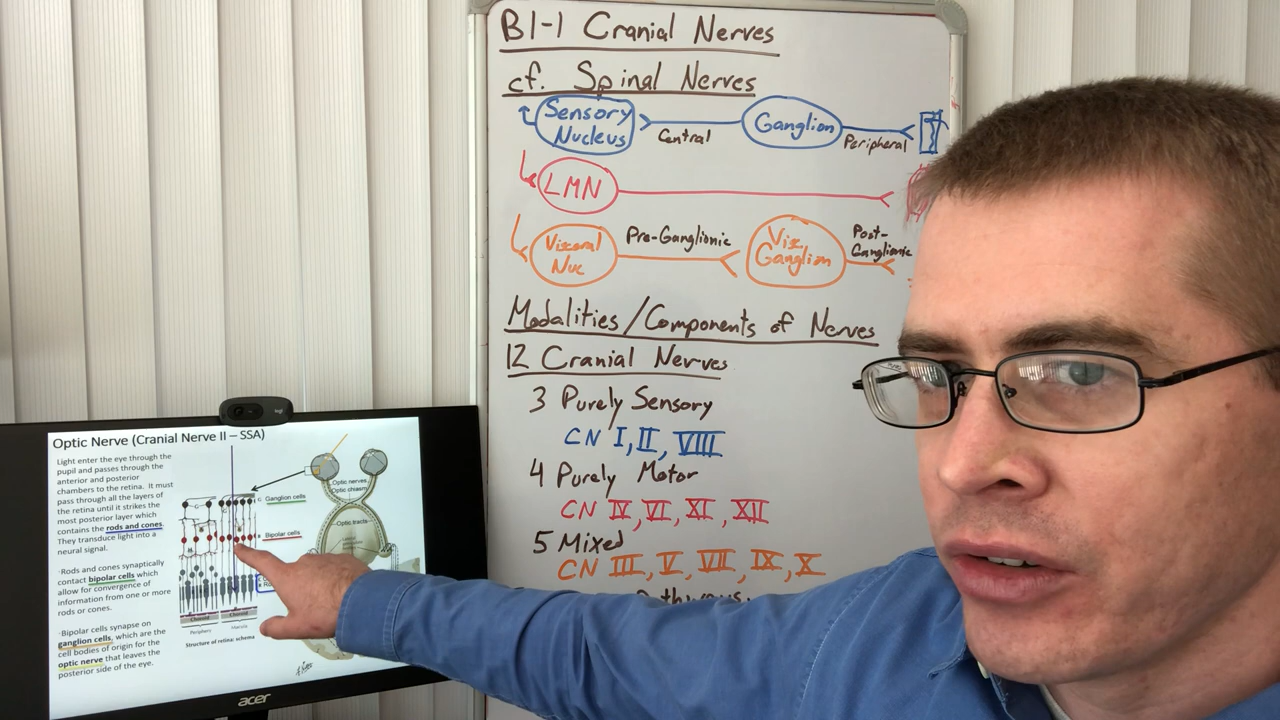 B1-1 Cranial Nerves
cf. Spinal Nerves
Sensory Nucleus
Central
Ganglion
Peripheral
LMN
Visceral Nuc
Pre-Ganglionic
Visc Ganglion
Post-Ganglionic
Modalities/Components of Nerves
12 Cranial Nerves
3 Purely Sensory
CN I, II, VIII
4 Purely Motor
CN IV, VI, XI, XII
5 Mixed
CN III, V, VII, IX, X
Optic Nerve (Cranial Nerve II – SSA)
Light enter the eye through the
pupil and passes through the
anterior and posterior
chambers to the retina. It must
pass through all the layers of
the retina until it strikes the
most posterior layer which
contains the rods and cones.
They transduce light into a
neural signal.
·Rods and cones synaptically
contact bipolar cells which
allow for convergence of
information from one or more
rods or cones.
·Bipolar cells synapse on
ganglion cells, which are the
cell bodies of origin for the
optic nerve that leaves the
posterior side of the eye.
Ganglion cells
Bipolar cells
Optic nerves
Optic chiasm
Optic tracts
Choroid
Choroid
Periphery
Macula
Structure of retina: schema
logi
acer